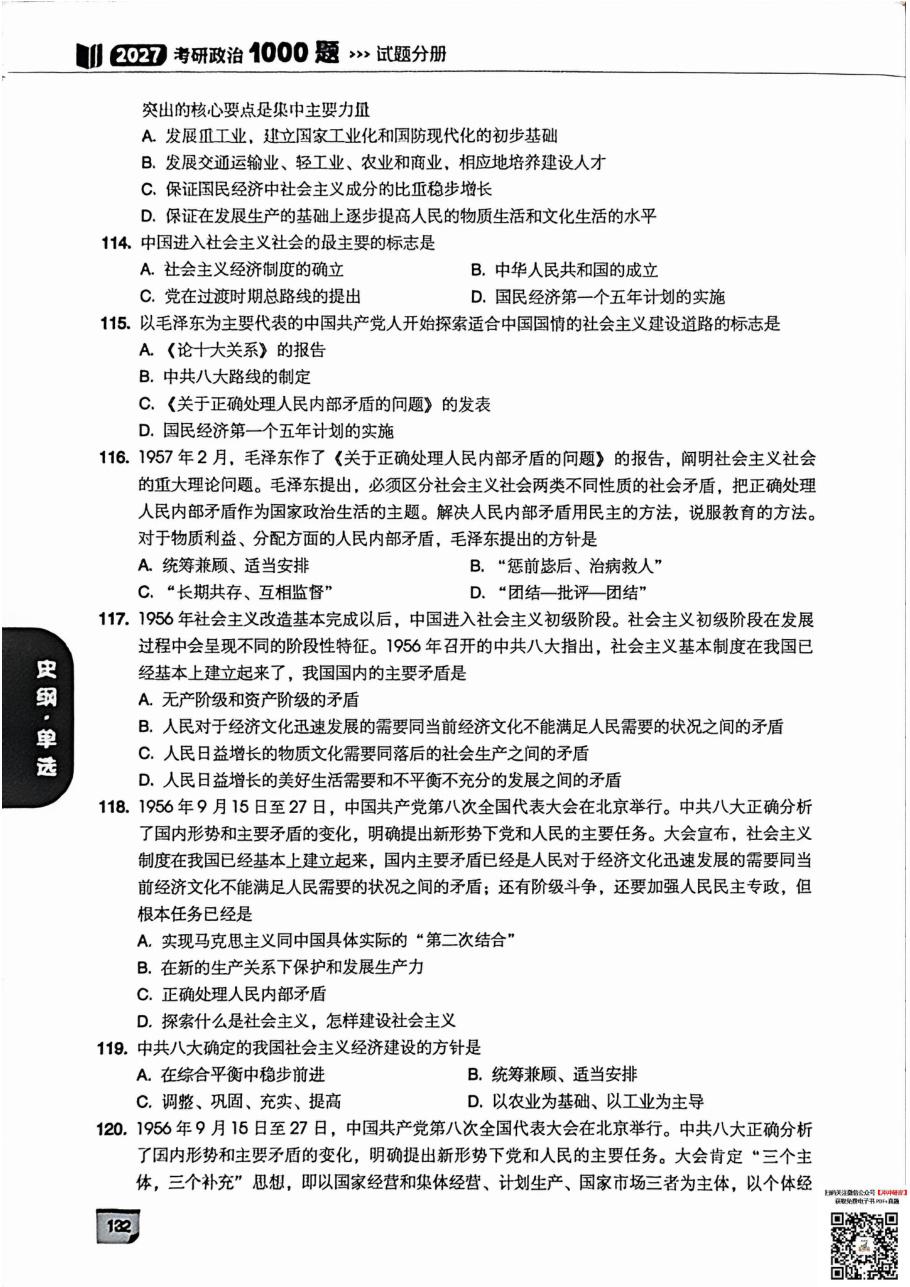 2027 考研政治1000题 >>> 试题分册
突出的核心要点是集中主要力量
A. 发展重工业，建立国家工业化和国防现代化的初步基础
B. 发展交通运输业、轻工业、农业和商业，相应地培养建设人才
C. 保证国民经济中社会主义成分的比重稳步增长
D. 保证在发展生产的基础上逐步提高人民的物质生活和文化生活的水平
114. 中国进入社会主义社会的最主要的标志是
A. 社会主义经济制度的确立 B. 中华人民共和国的成立
C. 党在过渡时期总路线的提出 D. 国民经济第一个五年计划的实施
115. 以毛泽东为主要代表的中国共产党人开始探索适合中国国情的社会主义建设道路的标志是
A. 《论十大关系》的报告
B. 中共八大路线的制定
C. 《关于正确处理人民内部矛盾的问题》的发表
D. 国民经济第一个五年计划的实施
116. 1957年2月，毛泽东作了《关于正确处理人民内部矛盾的问题》的报告，阐明社会主义社会
的重大理论问题。毛泽东提出，必须区分社会主义社会两类不同性质的社会矛盾，把正确处理
人民内部矛盾作为国家政治生活的主题。解决人民内部矛盾用民主的方法，说服教育的方法。
对于物质利益、分配方面的人民内部矛盾，毛泽东提出的方针是
A. 统筹兼顾、适当安排 B. “惩前毖后、治病救人”
C. “长期共存、互相监督” D. “团结—批评—团结”
117. 1956年社会主义改造基本完成以后，中国进入社会主义初级阶段。社会主义初级阶段在发展
过程中会呈现不同的阶段性特征。1956年召开的中共八大指出，社会主义基本制度在我国已
经基本上建立起来了，我国国内的主要矛盾是
A. 无产阶级和资产阶级的矛盾
B. 人民对于经济文化迅速发展的需要同当前经济文化不能满足人民需要的状况之间的矛盾
C. 人民日益增长的物质文化需要同落后的社会生产之间的矛盾
D. 人民日益增长的美好生活需要和不平衡不充分的发展之间的矛盾
118. 1956年9月15日至27日，中国共产党第八次全国代表大会在北京举行。中共八大正确分析
了国内形势和主要矛盾的变化，明确提出新形势下党和人民的主要任务。大会宣布，社会主义
制度在我国已经基本上建立起来，国内主要矛盾已经是人民对于经济文化迅速发展的需要同当
前经济文化不能满足人民需要的状况之间的矛盾；还有阶级斗争，还要加强人民民主专政，但
根本任务已经是
A. 实现马克思主义同中国具体实际的“第二次结合”
B. 在新的生产关系下保护和发展生产力
C. 正确处理人民内部矛盾
D. 探索什么是社会主义，怎样建设社会主义
119. 中共八大确定的我国社会主义经济建设的方针是
A. 在综合平衡中稳步前进 B. 统筹兼顾、适当安排
C. 调整、巩固、充实、提高 D. 以农业为基础、以工业为主导
120. 1956年9月15日至27日，中国共产党第八次全国代表大会在北京举行。中共八大正确分析
了国内形势和主要矛盾的变化，明确提出新形势下党和人民的主要任务。大会肯定“三个主
体，三个补充”思想，即以国家经营和集体经营、计划生产、国家市场三者为主体，以个体经
史纲·单选
132
扫码关注微信公众号
获取免费电子书PDF+真题